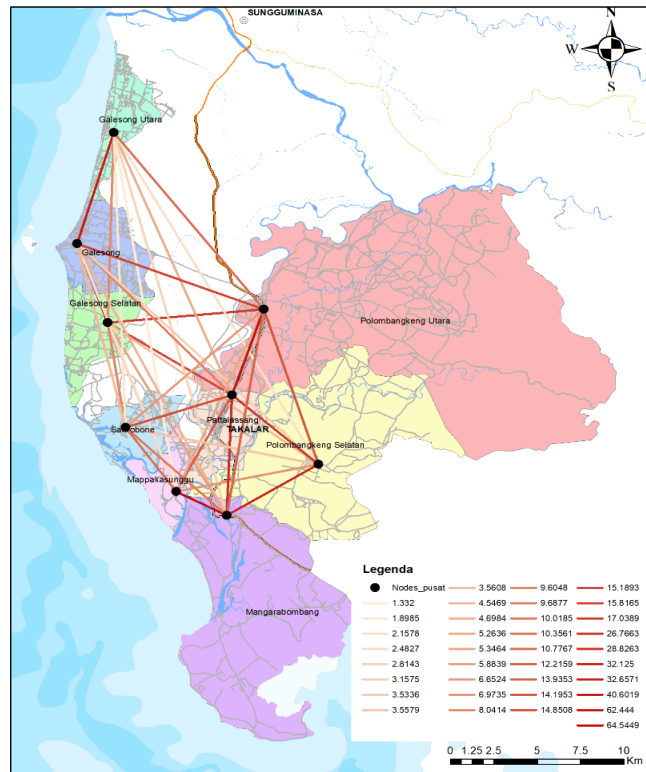 SUNGGUMINASA
N
W
E
S
Galesong Utara
Galesong
Galesong Selatan
Polombangkeng Utara
Pattalassang
TAKALAR
Sanrobone
Polombangkeng Selatan
Mappakasunggu
Mangarabombang
Legenda
Nodes_pusat
1.332
1.8985
2.1578
2.4827
2.8143
3.1575
3.5336
3.5579
3.5608
4.5469
4.6984
5.2636
5.3464
5.8839
6.6524
6.9735
8.0414
9.6048
9.6877
10.0185
10.3561
10.7767
12.2159
13.9353
14.1953
14.8508
15.1893
15.8165
17.0389
26.7663
28.8263
32.125
32.6571
40.6019
62.444
64.5449
0 1.25 2.5 5 7.5 10
Km